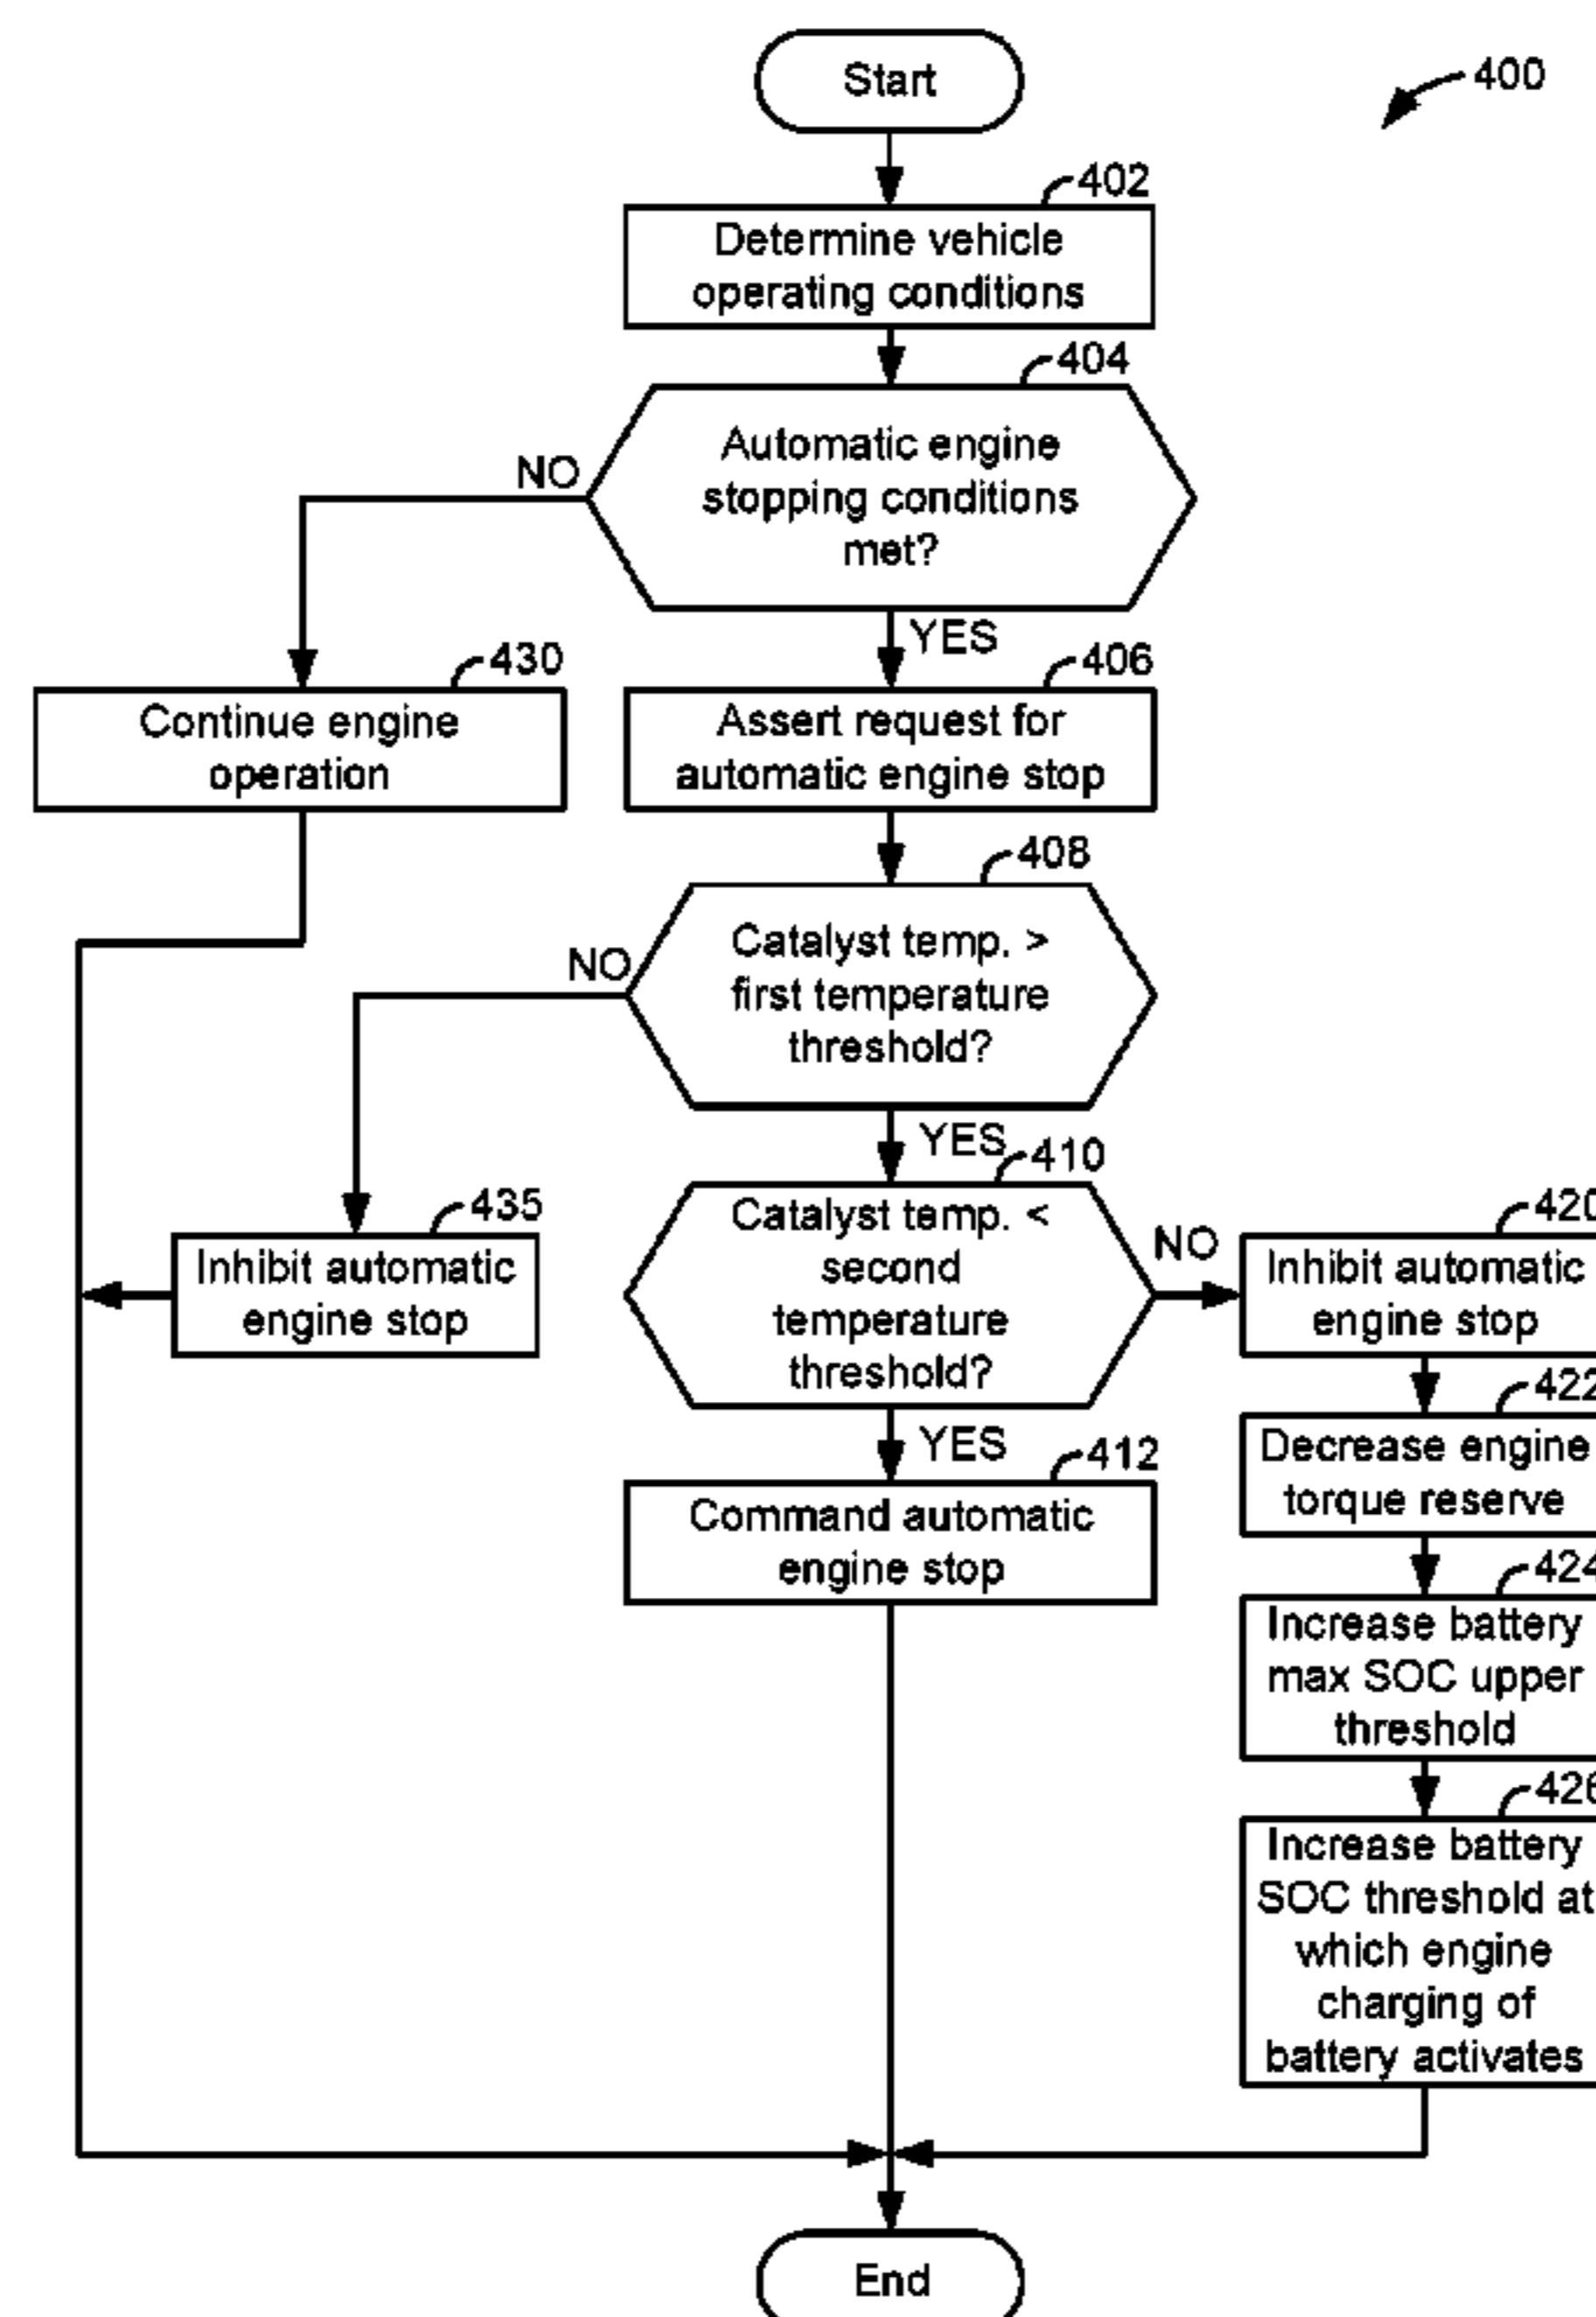 Start
400
402
Determine vehicle
operating conditions
404
Automatic engine
stopping conditions
met?
NO
YES
430
Continue engine
operation
406
Assert request for
automatic engine stop
408
Catalyst temp. >
first temperature
threshold?
NO
YES
410
Catalyst temp. <
second
temperature
threshold?
NO
YES
435
Inhibit automatic
engine stop
420
Inhibit automatic
engine stop
422
Decrease engine
torque reserve
412
Command automatic
engine stop
424
Increase battery
max SOC upper
threshold
426
Increase battery
SOC threshold at
which engine
charging of
battery activates
End